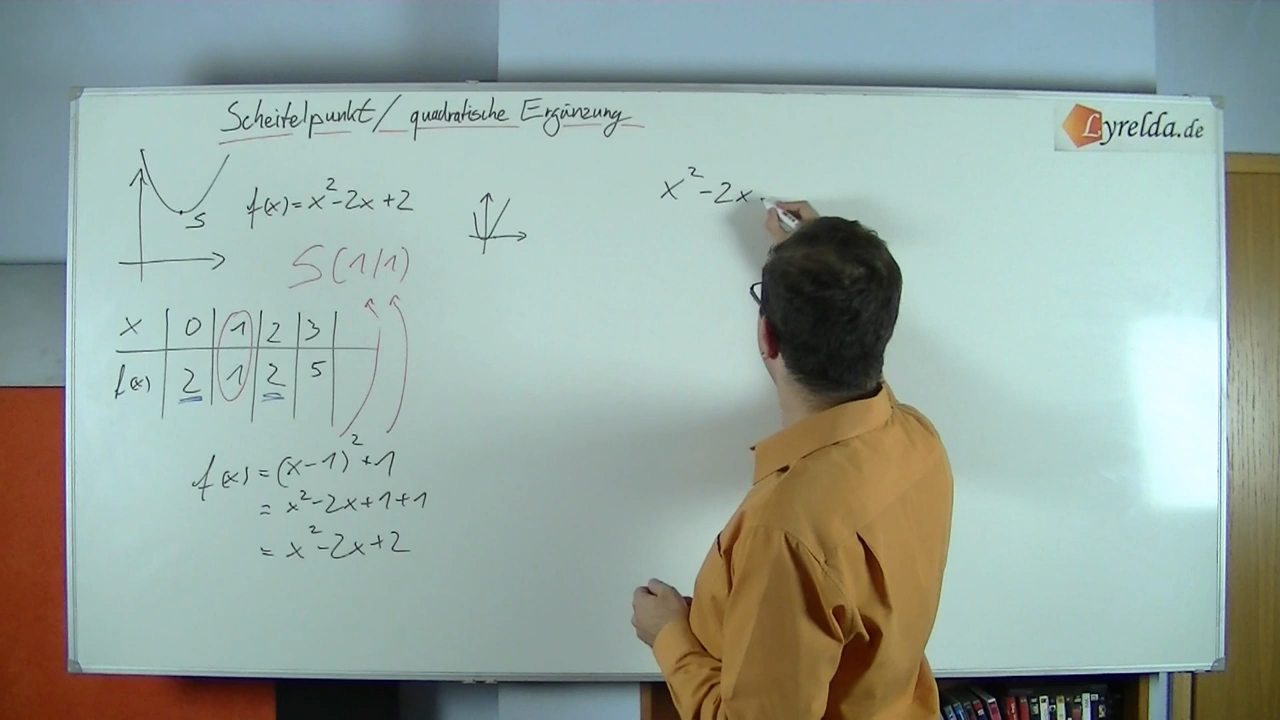 Scheitelpunkt/ quadratische Ergänzung
Lyrelda.de
S
f(x)=x²-2x+2
S(1/1)
x | 0 | 1 | 2 | 3 |
f(x) | 2 | 1 | 2 | 5 |
f(x)=(x-1)²+1
= x²-2x+1+1
= x²-2x+2
x²-2x